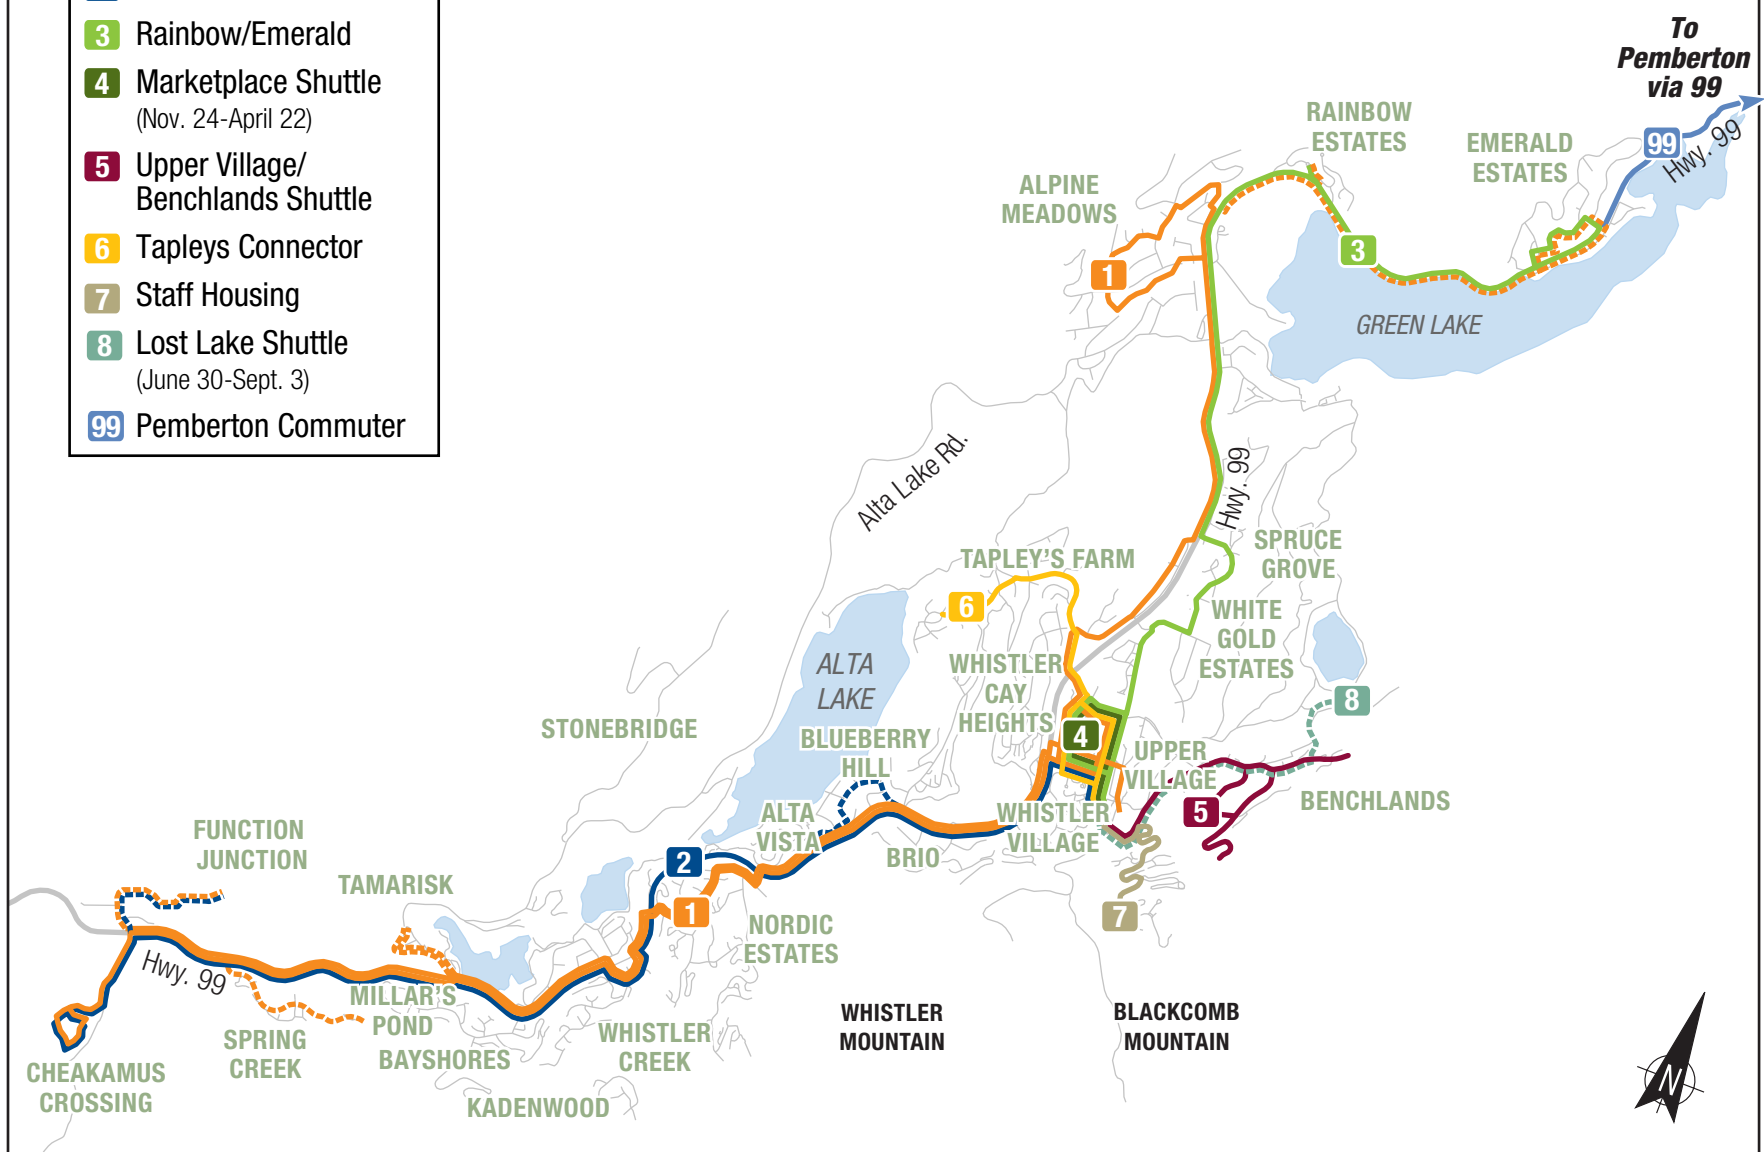 3 Rainbow/Emerald
4 Marketplace Shuttle
(Nov. 24-April 22)
5 Upper Village/
Benchlands Shuttle
6 Tapleys Connector
7 Staff Housing
8 Lost Lake Shuttle
(June 30-Sept. 3)
99 Pemberton Commuter
To
Pemberton
via 99
99
Hwy. 99
RAINBOW
ESTATES
EMERALD
ESTATES
ALPINE
MEADOWS
1
3
GREEN LAKE
Alta Lake Rd.
Hwy. 99
SPRUCE
GROVE
TAPLEY'S FARM
6
WHITE
GOLD
ESTATES
ALTA
LAKE
WHISTLER
CAY
HEIGHTS
8
STONEBRIDGE
BLUEBERRY
HILL
4
UPPER
VILLAGE
5
BENCHLANDS
ALTA
VISTA
WHISTLER
VILLAGE
BRIO
FUNCTION
JUNCTION
TAMARISK
2
1
7
NORDIC
ESTATES
Hwy. 99
MILLAR'S
POND
SPRING
CREEK
BAYSHORES
WHISTLER
CREEK
WHISTLER
MOUNTAIN
BLACKCOMB
MOUNTAIN
CHEAKAMUS
CROSSING
KADENWOOD
N